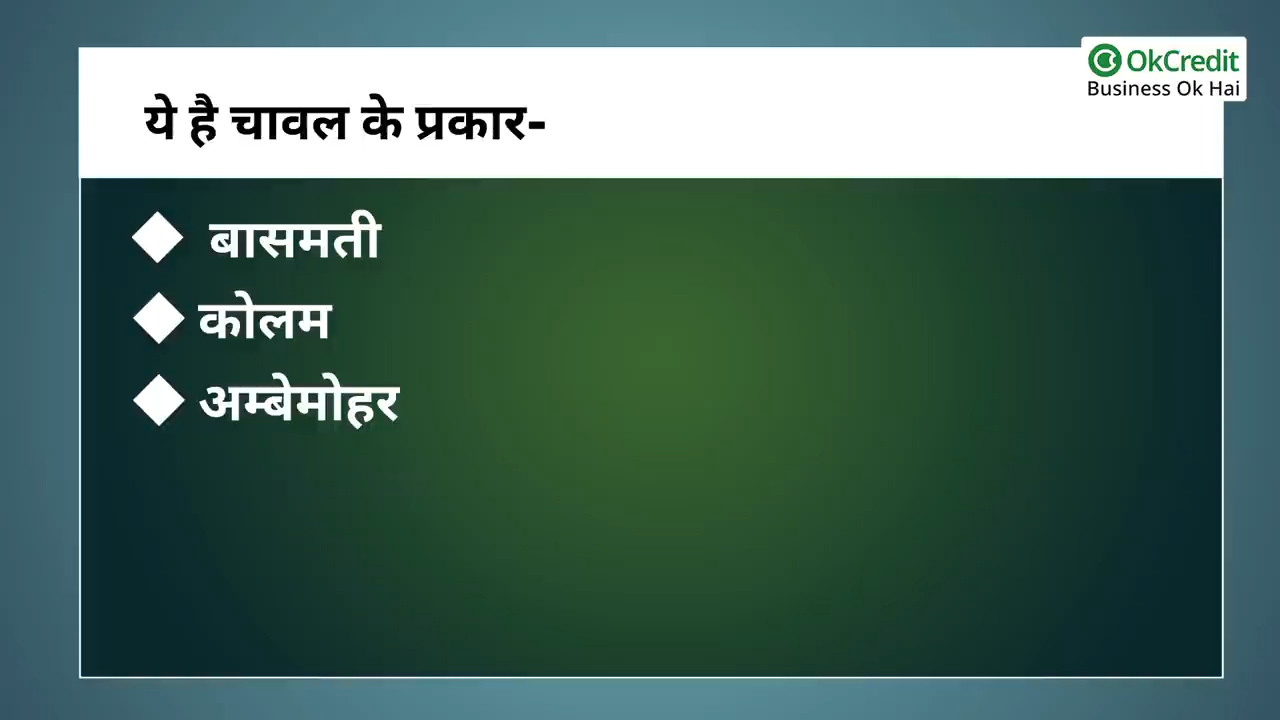 OkCredit
Business Ok Hai
ये है चावल के प्रकार-
बासमती
कोलम
अम्बेमोहर